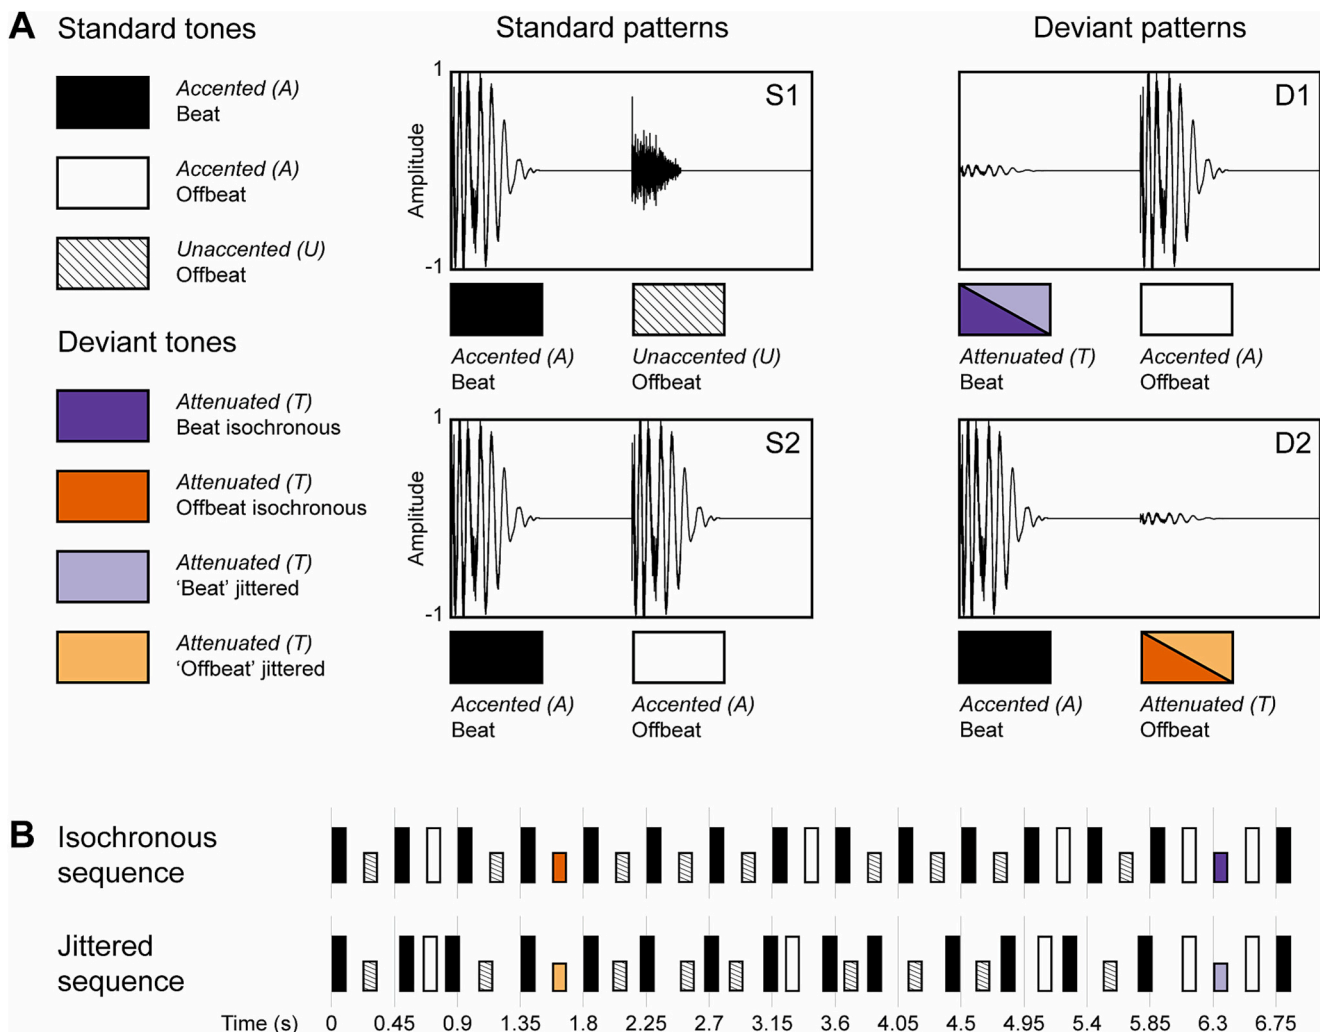 A
Standard tones
Accented (A)
Beat
Accented (A)
Offbeat
Unaccented (U)
Offbeat
Deviant tones
Attenuated (T)
Beat isochronous
Attenuated (T)
Offbeat isochronous
Attenuated (T)
‘Beat’ jittered
Attenuated (T)
‘Offbeat’ jittered
Standard patterns
1
Amplitude
-1
S1
Accented (A)
Beat
Unaccented (U)
Offbeat
1
Amplitude
-1
S2
Accented (A)
Beat
Accented (A)
Offbeat
Deviant patterns
D1
Attenuated (T)
Beat
Accented (A)
Offbeat
D2
Accented (A)
Beat
Attenuated (T)
Offbeat
B
Isochronous
sequence
Jittered
sequence
Time (s) 0 0.45 0.9 1.35 1.8 2.25 2.7 3.15 3.6 4.05 4.5 4.95 5.4 5.85 6.3 6.75